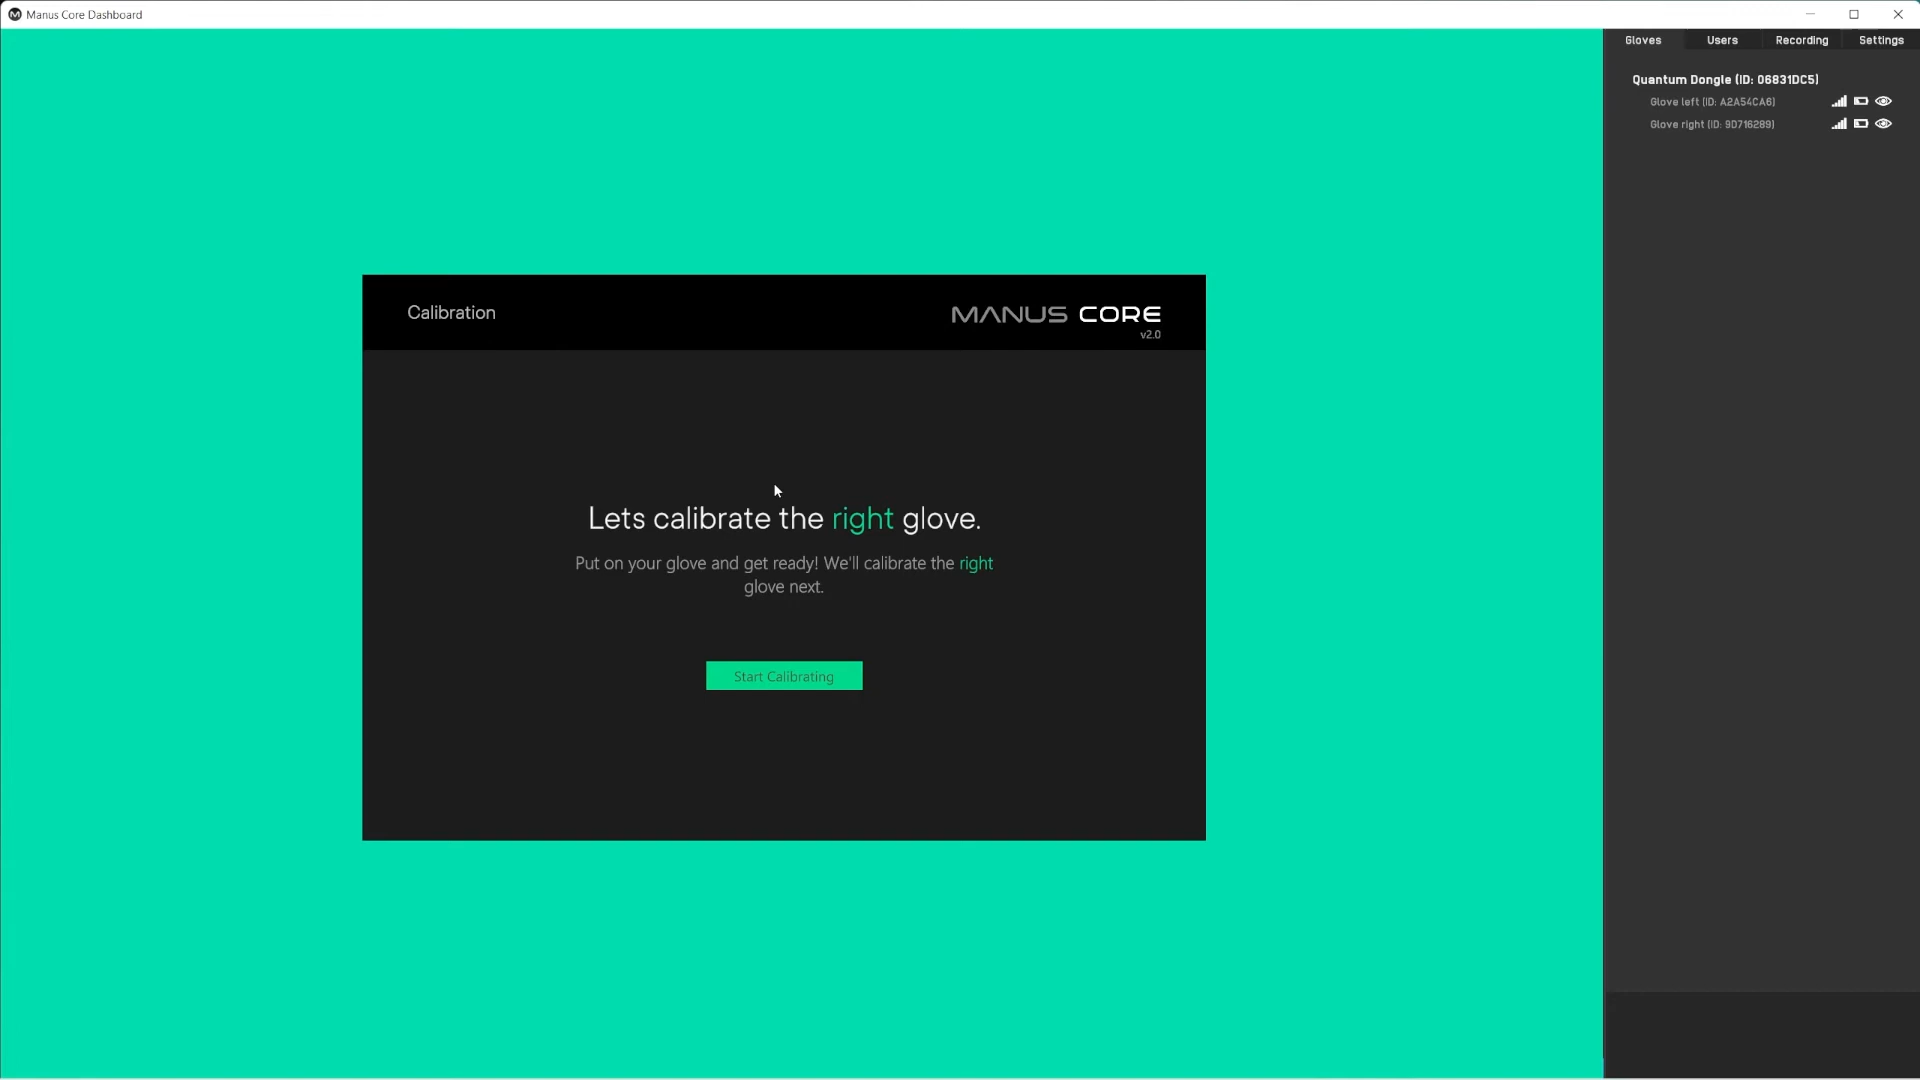 Manus Core Dashboard
Gloves Users Recording Settings
Quantum Dongle (ID: 06831DC5)
Glove left (ID: A2A54CA6)
Glove right (ID: 9D716289)
Calibration
MANUS CORE
v2.0
Lets calibrate the right glove.
Put on your glove and get ready! We'll calibrate the right
glove next.
Start Calibrating